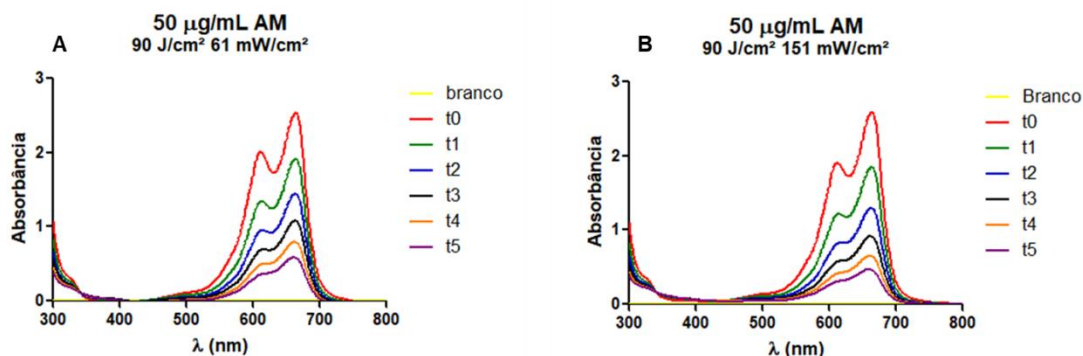 50 µg/mL AM
A
90 J/cm² 61 mW/cm²
3
2
1
0
Absorbância
300
400
500
600
700
800
λ (nm)
branco
t0
t1
t2
t3
t4
t5
50 µg/mL AM
B
90 J/cm² 151 mW/cm²
3
2
1
0
Absorbância
300
400
500
600
700
800
λ (nm)
Branco
t0
t1
t2
t3
t4
t5